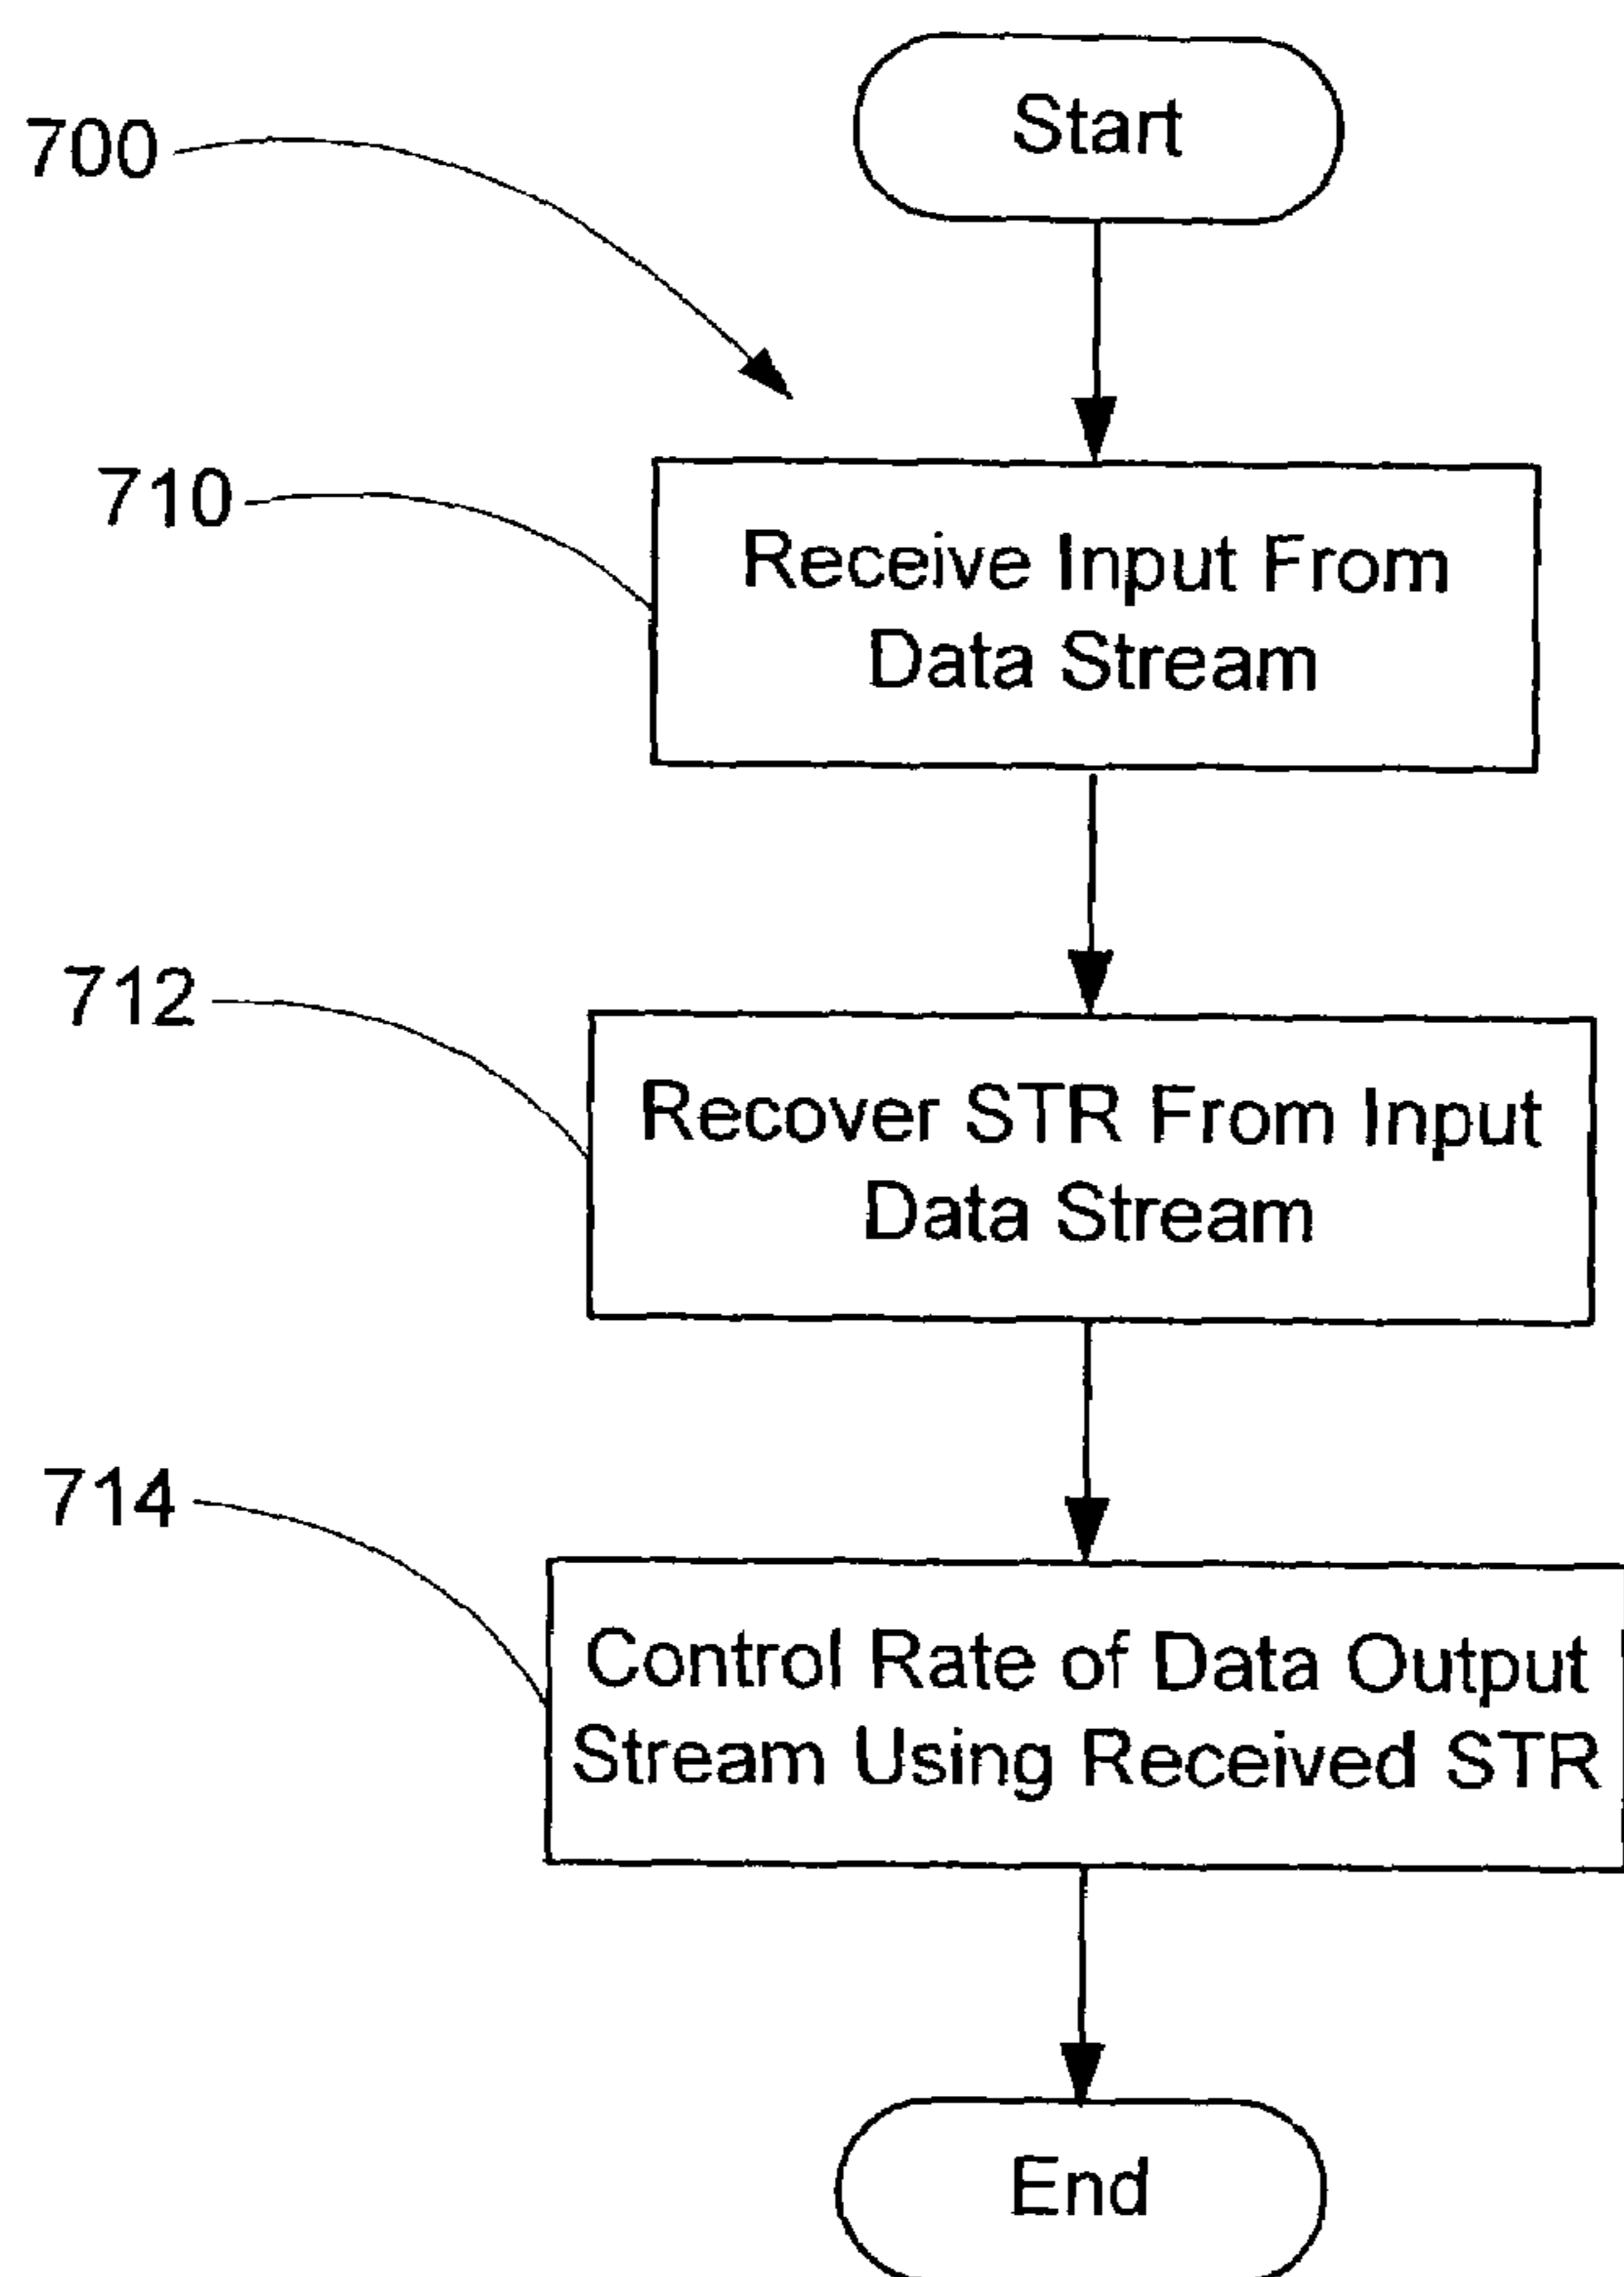 Start
700
710
Receive Input From
Data Stream
712
Recover STR From Input
Data Stream
714
Control Rate of Data Output
Stream Using Received STR
End